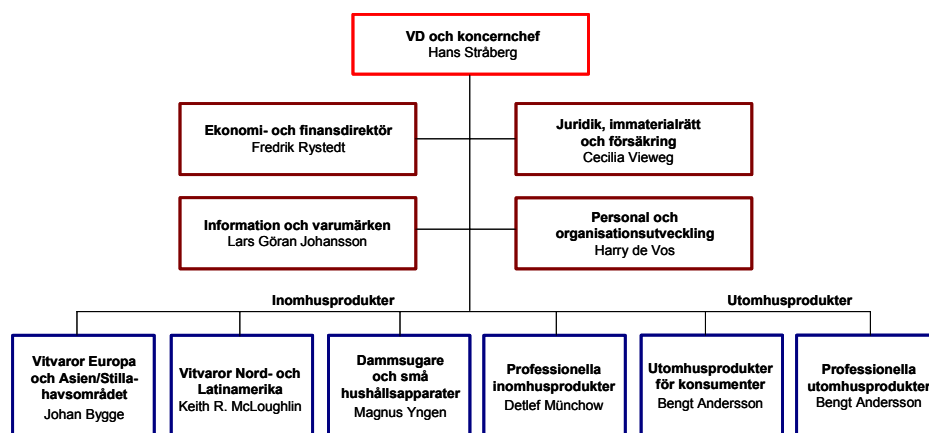 VD och koncernchef
Hans Stråberg
Ekonomi- och finansdirektör
Fredrik Rystedt
Juridik, immaterialrätt
och försäkring
Cecilia Vieweg
Information och varumärken
Lars Göran Johansson
Personal och
organisationsutveckling
Harry de Vos
Inomhusprodukter
Utomhusprodukter
Vitvaror Europa
och Asien/Stilla-
havsområdet
Johan Bygge
Vitvaror Nord- och
Latinamerika
Keith R. McLoughlin
Dammsugare
och små
hushållsapparater
Magnus Yngen
Professionella
inomhusprodukter
Detlef Münchow
Utomhusprodukter
för konsumenter
Bengt Andersson
Professionella
utomhusprodukter
Bengt Andersson